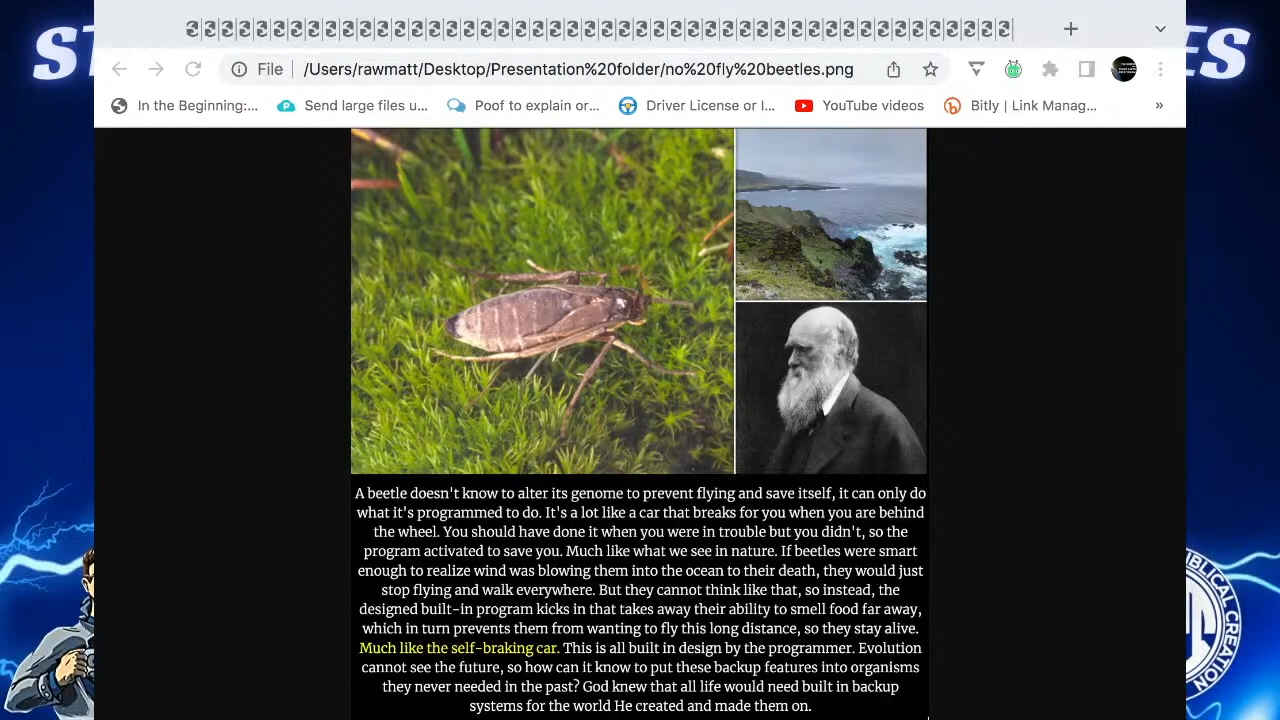 ST
ES
File
/Users/rawmatt/Desktop/Presentation%20folder/no%20fly%20beetles.png
In the Beginning:... Send large files u... Poof to explain or... Driver License or I... YouTube videos Bitly | Link Manag... »
A beetle doesn't know to alter its genome to prevent flying and save itself, it can only do
what it's programmed to do. It's a lot like a car that breaks for you when you are behind
the wheel. You should have done it when you were in trouble but you didn't, so the
program activated to save you. Much like what we see in nature. If beetles were smart
enough to realize wind was blowing them into the ocean to their death, they would just
stop flying and walk everywhere. But they cannot think like that, so instead, the
designed built-in program kicks in that takes away their ability to smell food far away,
which in turn prevents them from wanting to fly this long distance, so they stay alive.
Much like the self-braking car. This is all built in design by the programmer. Evolution
cannot see the future, so how can it know to put these backup features into organisms
they never needed in the past? God knew that all life would need built in backup
systems for the world He created and made them on.
BLICAL CREATION